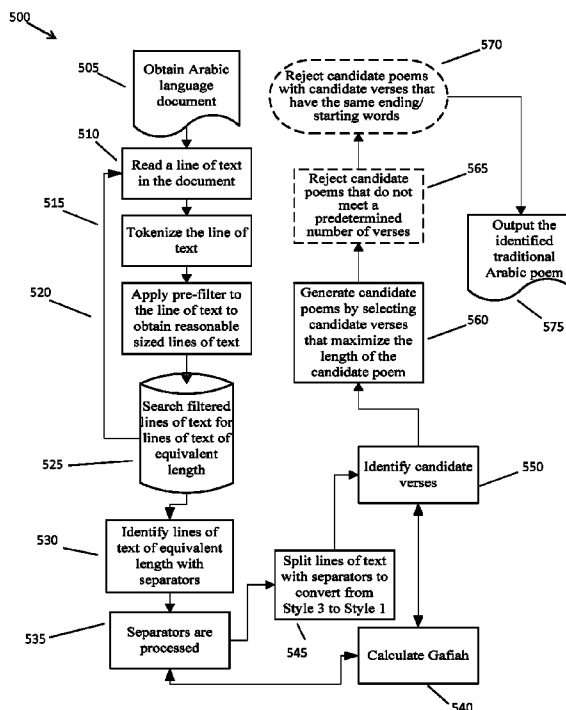 500
505
Obtain Arabic
language
document
510
Read a line of text
in the document
515
Tokenize the line of
text
520
Apply pre-filter to
the line of text to
obtain reasonable
sized lines of text
Search filtered
lines of text for
lines of text of
equivalent length
525
530
Identify lines of
text of equivalent
length with
separators
535
Separators are
processed
Split lines of text
with separators to
convert from
Style 3 to Style 1
545
Calculate Gafiah
540
Identify candidate
verses
550
Generate candidate
poems by selecting
candidate verses
that maximize the
length of the
candidate poem
560
Reject candidate
poems that do not
meet a
predetermined
number of verses
565
570
Reject candidate poems
with candidate verses that
have the same ending/
starting words
Output the
identified
traditional
Arabic poem
575